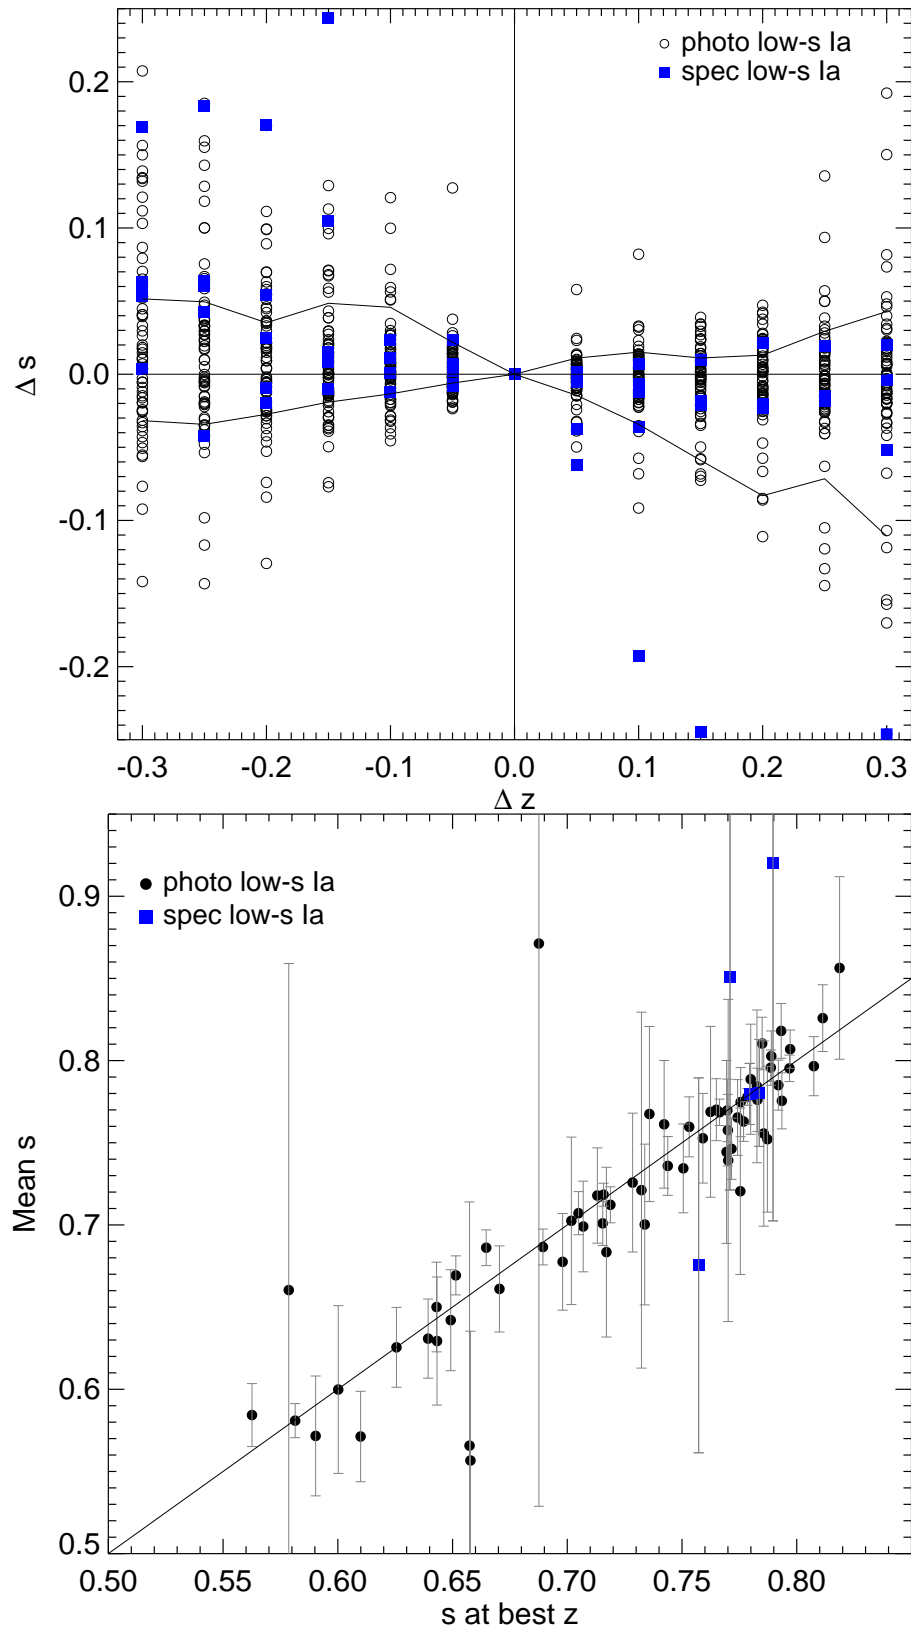 photo low-s Ia
spec low-s Ia
0.2
0.1
0.0
-0.1
-0.2
Δ s
-0.3 -0.2 -0.1 0.0 0.1 0.2 0.3
Δ z
photo low-s Ia
spec low-s Ia
0.9
0.8
0.7
0.6
0.5
Mean s
0.50 0.55 0.60 0.65 0.70 0.75 0.80
s at best z